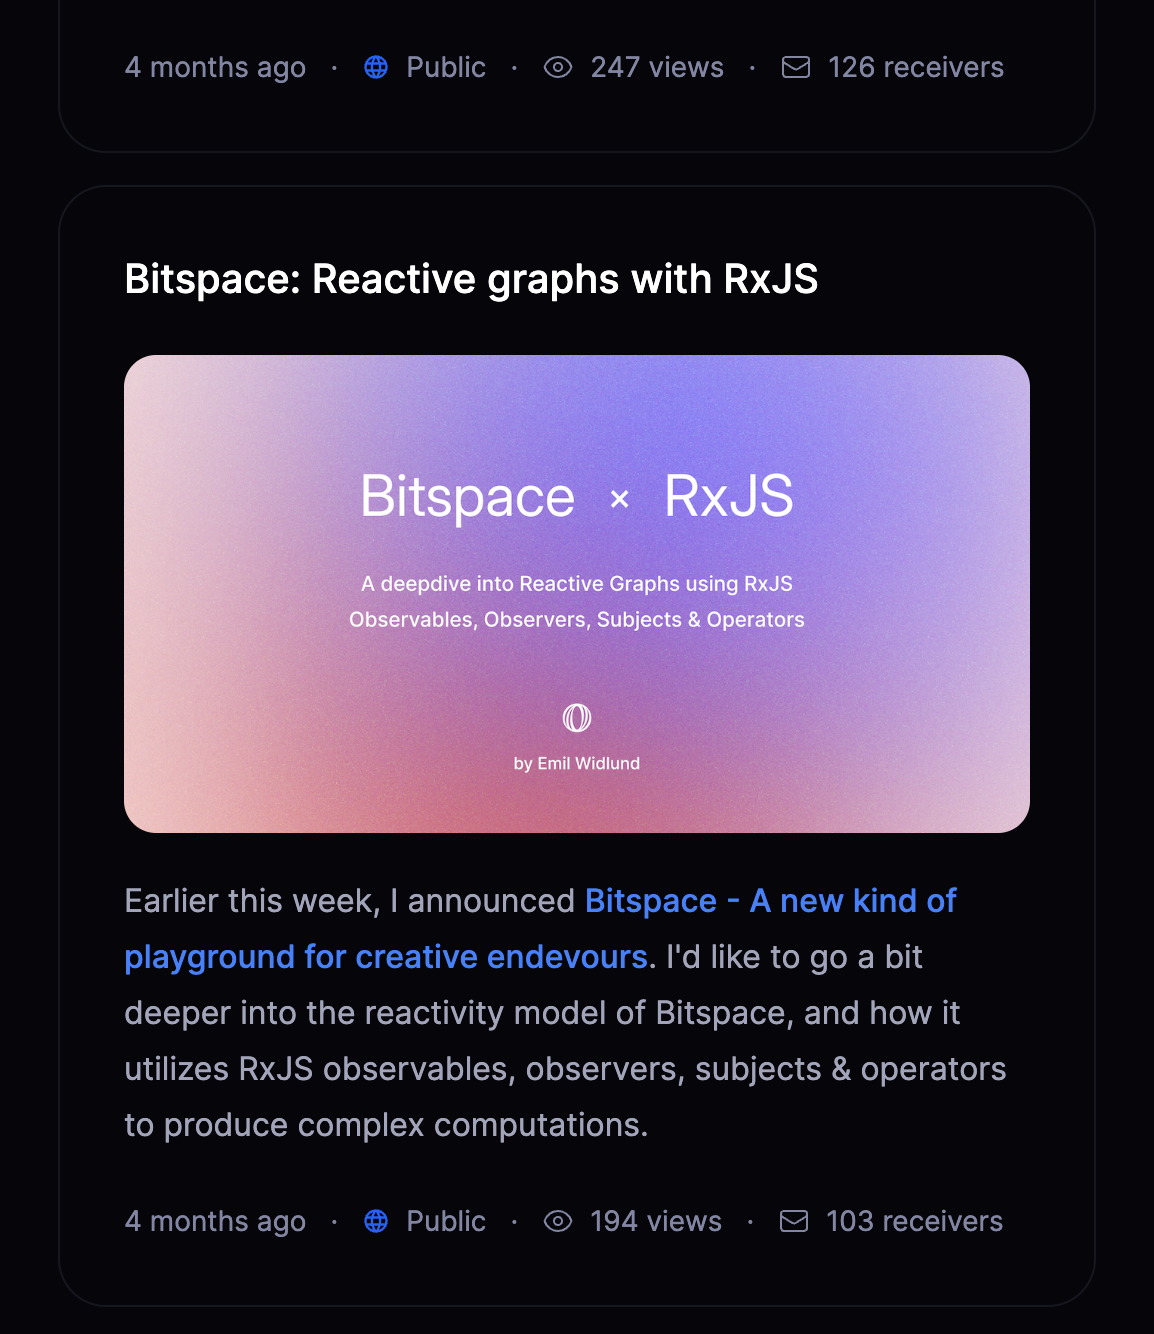 4 months ago · Public · 247 views · 126 receivers
Bitspace: Reactive graphs with RxJS
Bitspace × RxJS
A deepdive into Reactive Graphs using RxJS
Observables, Observers, Subjects & Operators
by Emil Widlund
Earlier this week, I announced Bitspace - A new kind of
playground for creative endevours. I'd like to go a bit
deeper into the reactivity model of Bitspace, and how it
utilizes RxJS observables, observers, subjects & operators
to produce complex computations.
4 months ago · Public · 194 views · 103 receivers